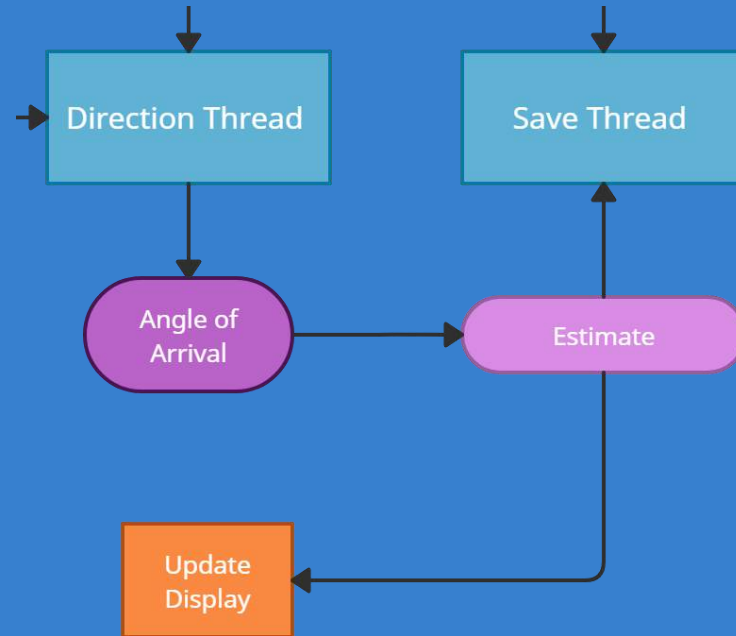 Direction Thread
Save Thread
Angle of
Arrival
Estimate
Update
Display